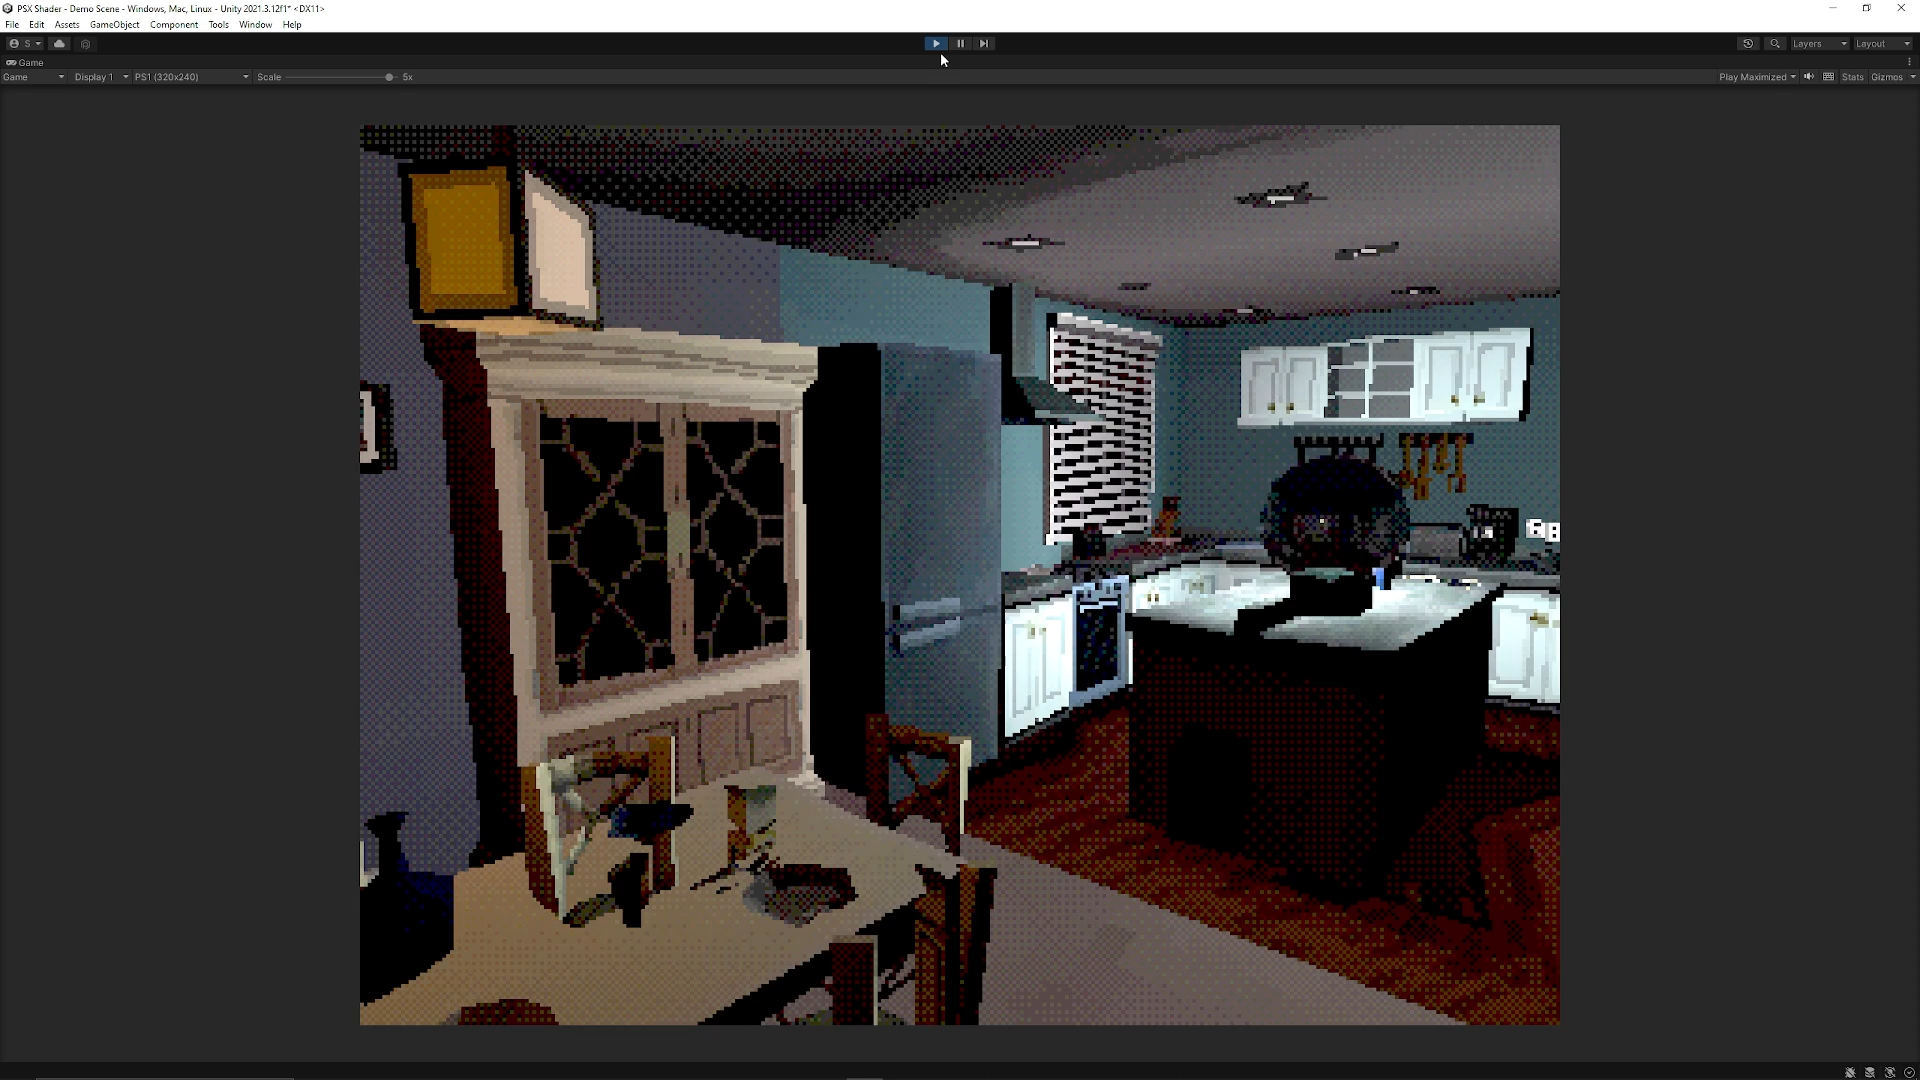 PSX Shader - Demo Scene - Windows, Mac, Linux - Unity 2021.3.12f1* <DX11>
File Edit Assets GameObject Component Tools Window Help
S Layers Layout
Game
Game Display 1 PS1 (320x240) Scale 5x Play Maximized Stats Gizmos